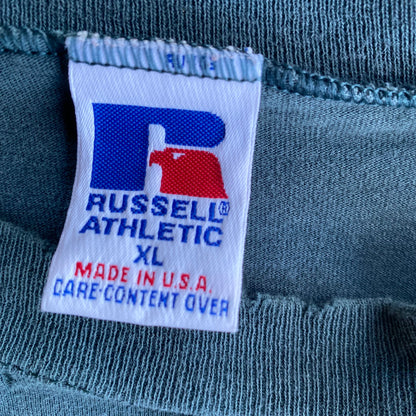 RUSSELL®
ATHLETIC
XL
MADE IN U.S.A.
CARE·CONTENT OVER